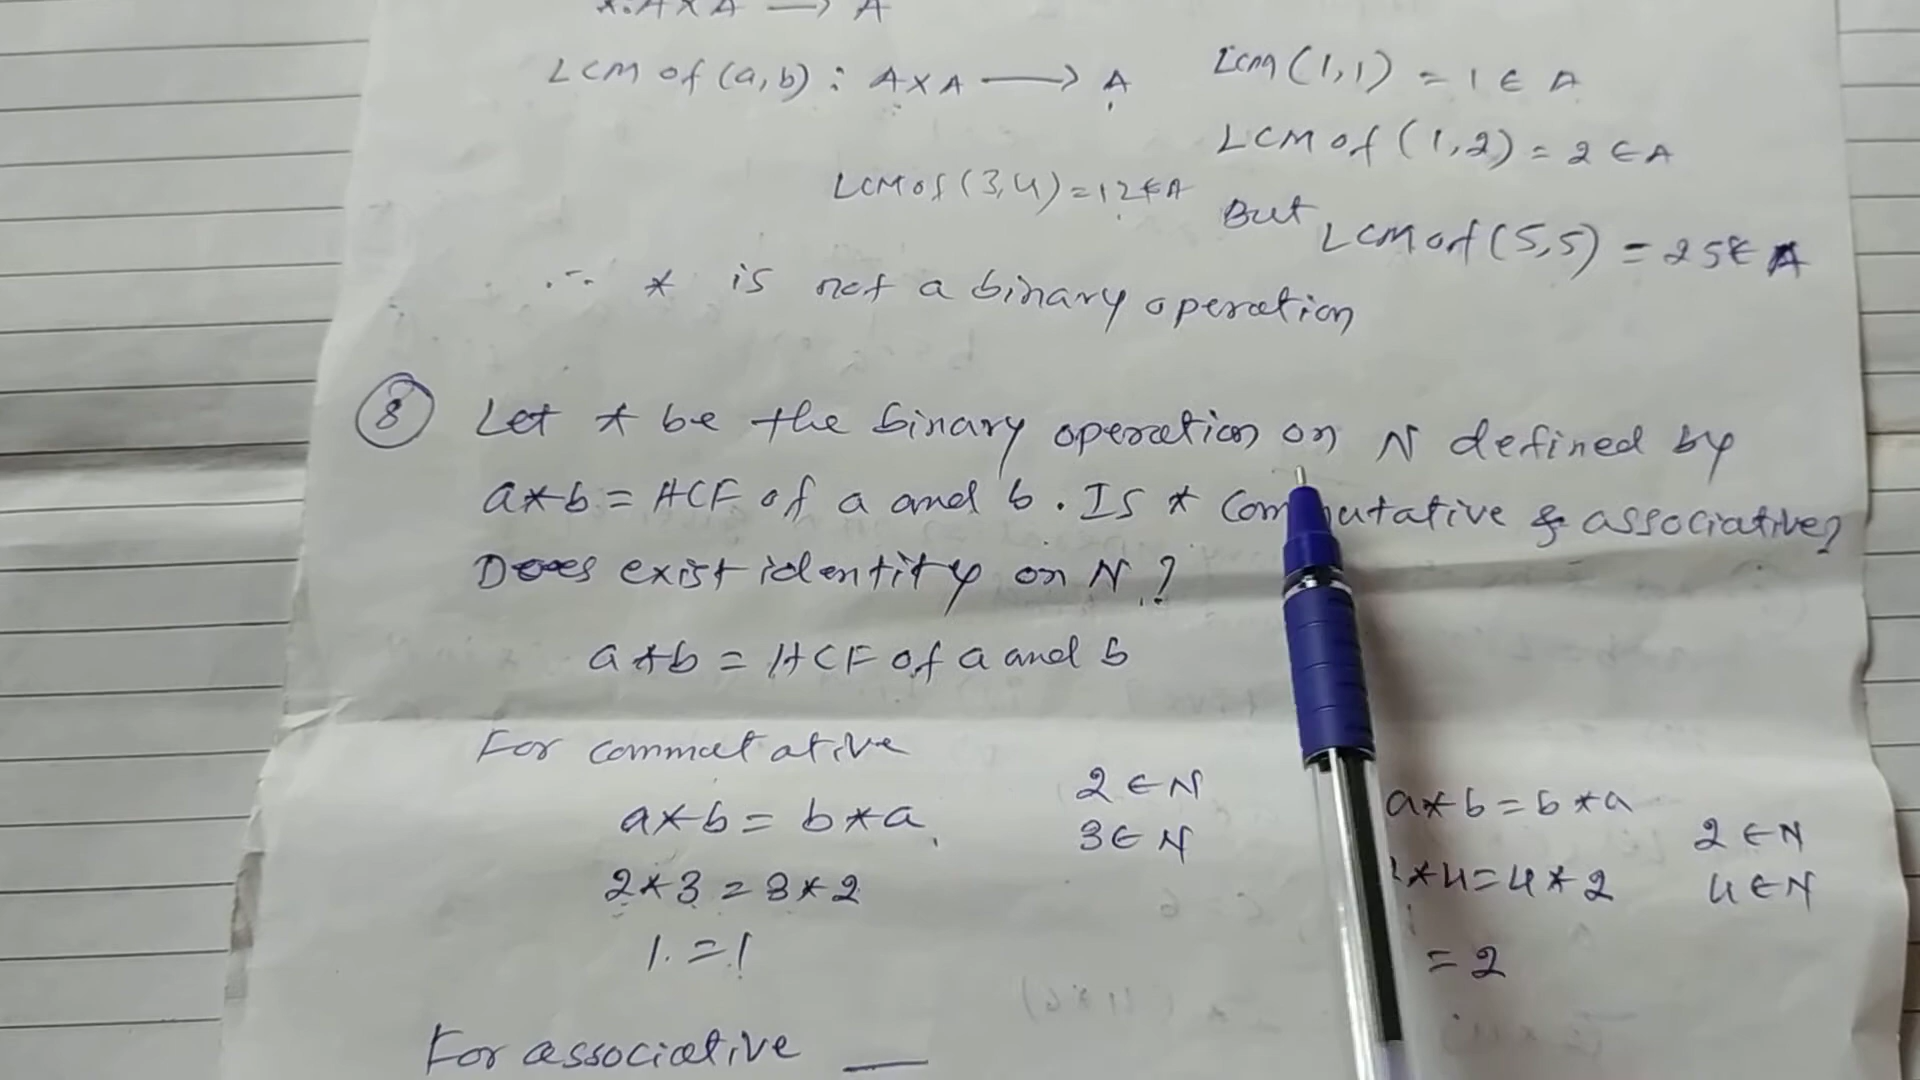 *: A x A → A
LCM of (a,b) : A x A → A
Lcm (1,1) = 1 ∈ A
LCM of (1,2) = 2 ∈ A
LCM of (3,4) = 12 ∉ A
But LCM of (5,5) = 25 ∉ A
∴ * is not a binary operation
8 Let * be the binary operation on N defined by
a*b = HCF of a and b. Is * Commutative & associative?
Does exist identity on N?
a*b = HCF of a and b
For commutative
a*b = b*a
2 ∈ N
3 ∈ N
2*3 = 3*2
1 = 1
a*b = b*a
2 ∈ N
*4 = 4*2
4 ∈ N
= 2
For associative —